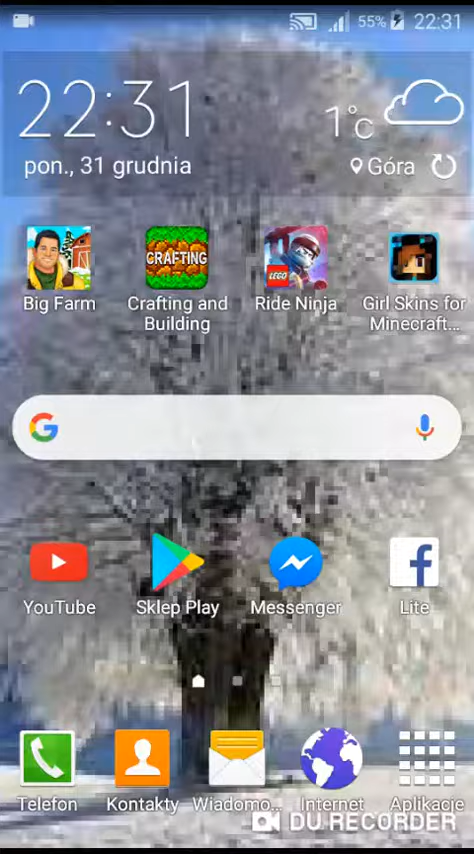 55% 22:31
22:31
1°C
pon., 31 grudnia
Góra
CRAFTING
LEGO
Big Farm
Crafting and
Building
Ride Ninja
Girl Skins for
Minecraft...
G
YouTube
Sklep Play
Messenger
f
Lite
Telefon
Kontakty
Wiadomo...
Internet
Aplikacje
DU RECORDER